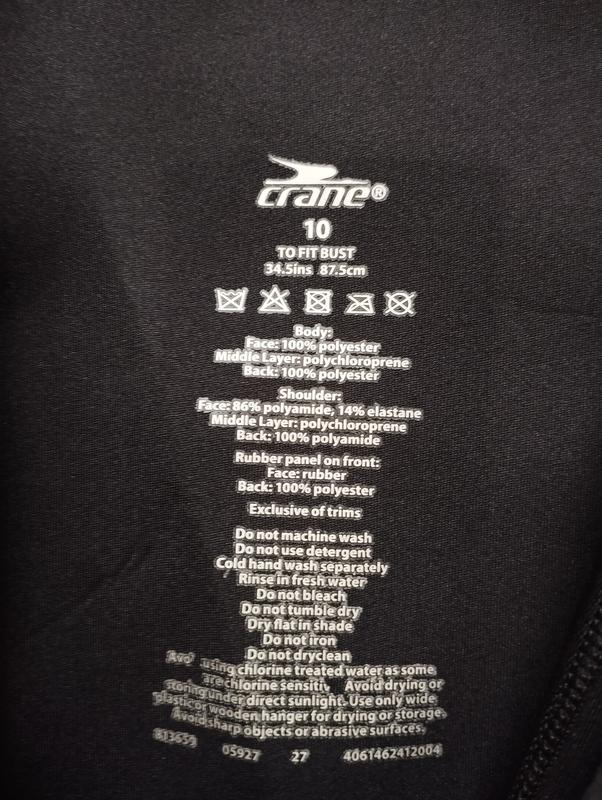 crane®
10
TO FIT BUST
34.5ins 87.5cm
Body:
Face: 100% polyester
Middle Layer: polychloroprene
Back: 100% polyester
Shoulder:
Face: 86% polyamide, 14% elastane
Middle Layer: polychloroprene
Back: 100% polyamide
Rubber panel on front:
Face: rubber
Back: 100% polyester
Exclusive of trims
Do not machine wash
Do not use detergent
Cold hand wash separately
Rinse in fresh water
Do not bleach
Do not tumble dry
Dry flat in shade
Do not iron
Do not dryclean
using chlorine treated water as some
are chlorine Avoid drying or
storing under direct sunlight. Use only wide
plastic or wooden hanger for drying or storage.
Avoid sharp objects or abrasive surfaces.
813659 05927 27 4061462412004